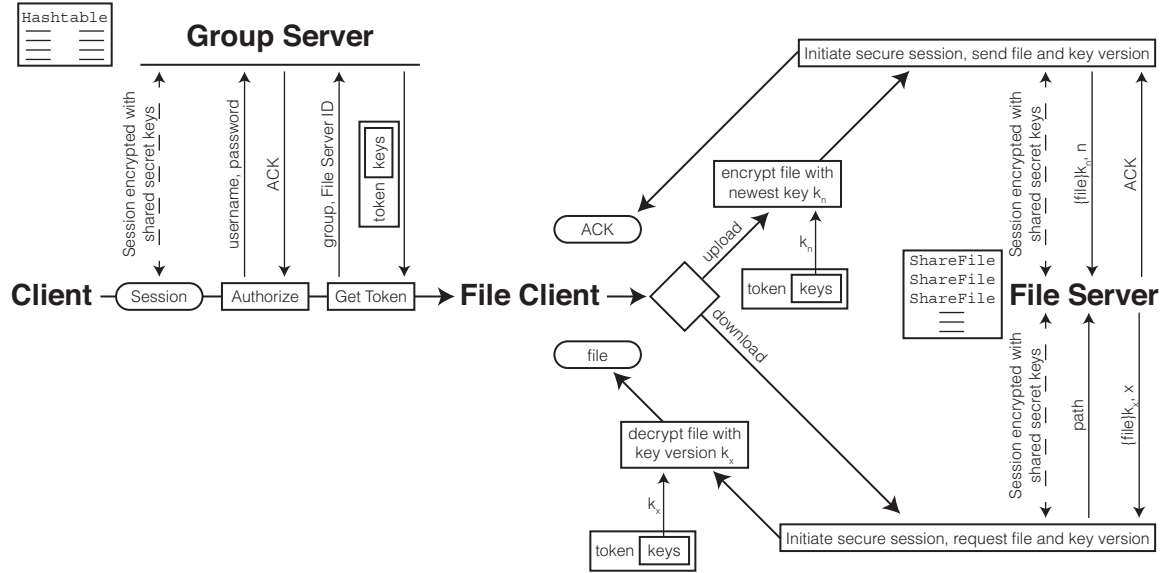 Hashtable
Group Server
Session encrypted with
shared secret keys
username, password
ACK
group, File Server ID
token
keys
Client
Session
Authorize
Get Token
File Client
ACK
upload
download
encrypt file with
newest key kn
kn
token
keys
Initiate secure session, send file and key version
Session encrypted with
shared secret keys
{file}kn, n
ACK
ShareFile
ShareFile
ShareFile
File Server
file
decrypt file with
key version kx
kx
token
keys
Session encrypted with
shared secret keys
path
{file}kx, x
Initiate secure session, request file and key version